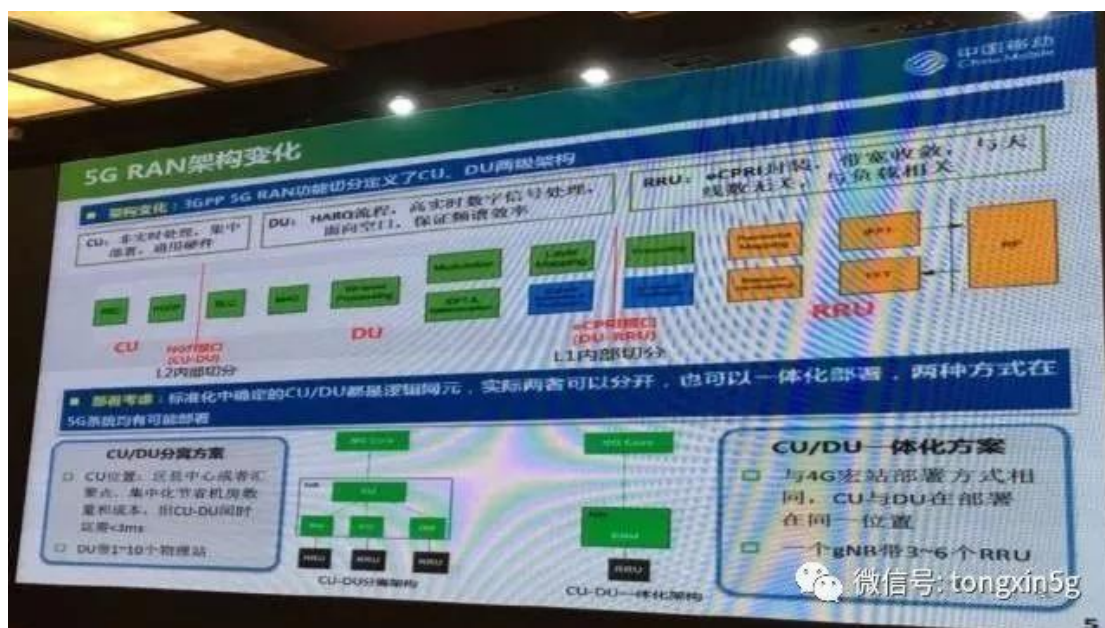 中国移动
China Mobile
5G RAN架构变化
架构变化:3GPP 5G RAN功能切分定义了CU、DU两级架构
CU:非实时处理,集中
部署,通用硬件
DU:HARQ流程,高实时数字信号处理,
面向空口,保证频谱效率
RRU:eCPRI封装,带宽收敛,与天
线数无关,与负载相关
RLC
CU
DU
RRU
(CU-DU)
L2内部切分
eCPRI接口
(DU-RRU)
L1内部切分
部署考虑:标准化中确定的CU/DU都是逻辑网元,实际两者可以分开,也可以一体化部署,两种方式在
5G系统均有可能部署
CU/DU分离方案
CU位置:区县中心或者汇
要点,集中化节省机房数
量和成本,但CU-DU间时
延需<3ms
DU带1~10个物理站
CU
RRU
RRU
RRU
CU-DU分离架构
RRU
CU-DU一体化架构
CU/DU一体化方案
与4G宏站部署方式相
同,CU与DU在部署
在同一位置
一个gNB带3~6个RRU
微信号: tongxin5g
5